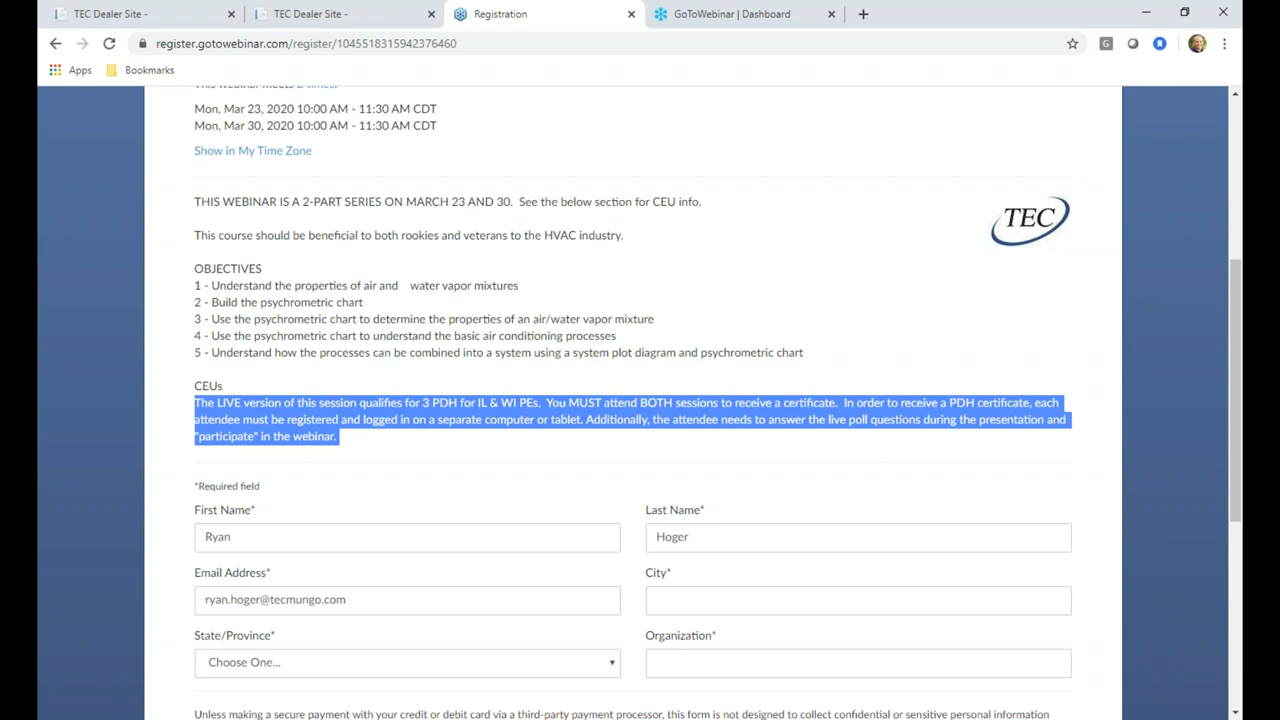 TEC Dealer Site -
TEC Dealer Site -
Registration
GoToWebinar | Dashboard
register.gotowebinar.com/register/1045518315942376460
Apps
Bookmarks
This webinar meets 2 times.
Mon, Mar 23, 2020 10:00 AM - 11:30 AM CDT
Mon, Mar 30, 2020 10:00 AM - 11:30 AM CDT
Show in My Time Zone
THIS WEBINAR IS A 2-PART SERIES ON MARCH 23 AND 30.  See the below section for CEU info.
TEC
This course should be beneficial to both rookies and veterans to the HVAC industry.
OBJECTIVES
1 - Understand the properties of air and    water vapor mixtures
2 - Build the psychrometric chart
3 - Use the psychrometric chart to determine the properties of an air/water vapor mixture
4 - Use the psychrometric chart to understand the basic air conditioning processes
5 - Understand how the processes can be combined into a system using a system plot diagram and psychrometric chart
CEUs
The LIVE version of this session qualifies for 3 PDH for IL & WI PEs.  You MUST attend BOTH sessions to receive a certificate.  In order to receive a PDH certificate, each
attendee must be registered and logged in on a separate computer or tablet. Additionally, the attendee needs to answer the live poll questions during the presentation and
"participate" in the webinar.
*Required field
First Name*
Last Name*
Ryan
Hoger
Email Address*
City*
ryan.hoger@tecmungo.com
State/Province*
Organization*
Choose One...
Unless making a secure payment with your credit or debit card via a third-party payment processor, this form is not designed to collect confidential or sensitive personal information